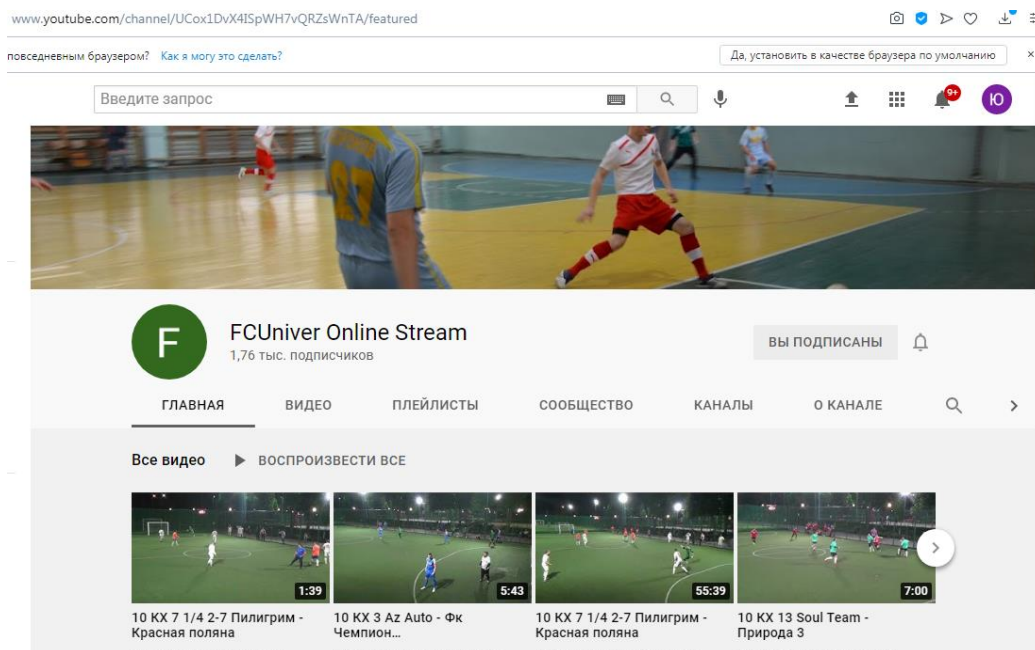 www.youtube.com/channel/UCox1DvX4ISpWH7vQRZsWnTA/featured
повседневным браузером? Как я могу это сделать?
Да, установить в качестве браузера по умолчанию
Введите запрос
9+
Ю
27
F
FCUniver Online Stream
1,76 тыс. подписчиков
ВЫ ПОДПИСАНЫ
ГЛАВНАЯ ВИДЕО ПЛЕЙЛИСТЫ СООБЩЕСТВО КАНАЛЫ О КАНАЛЕ
Все видео ВОСПРОИЗВЕСТИ ВСЕ
1:39
5:43
55:39
7:00
10 КХ 7 1/4 2-7 Пилигрим -
Красная поляна
10 КХ 3 Az Auto - Фк
Чемпион...
10 КХ 7 1/4 2-7 Пилигрим -
Красная поляна
10 КХ 13 Soul Team -
Природа 3